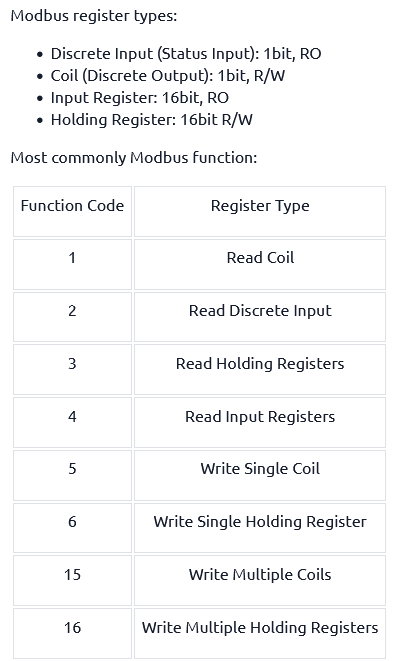 Modbus register types:
Discrete Input (Status Input): 1bit, RO
Coil (Discrete Output): 1bit, R/W
Input Register: 16bit, RO
Holding Register: 16bit R/W
Most commonly Modbus function:
Function Code Register Type
1 Read Coil
2 Read Discrete Input
3 Read Holding Registers
4 Read Input Registers
5 Write Single Coil
6 Write Single Holding Register
15 Write Multiple Coils
16 Write Multiple Holding Registers